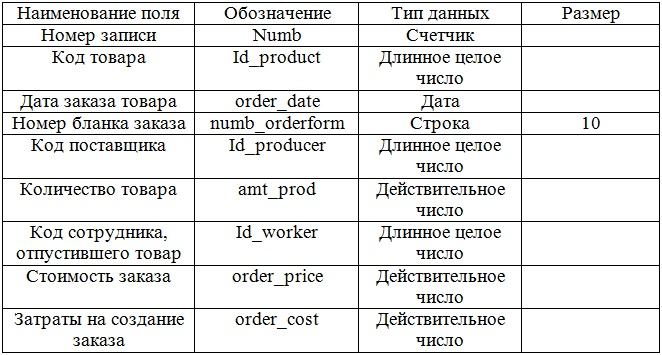 Наименование поля Обозначение Тип данных Размер
Номер записи Numb Счетчик
Код товара Id_product Длинное целое
число
Дата заказа товара order_date Дата
Номер бланка заказа numb_orderform Строка 10
Код поставщика Id_producer Длинное целое
число
Количество товара amt_prod Действительное
число
Код сотрудника, Id_worker Длинное целое
отпустившего товар число
Стоимость заказа order_price Действительное
число
Затраты на создание order_cost Действительное
заказа число